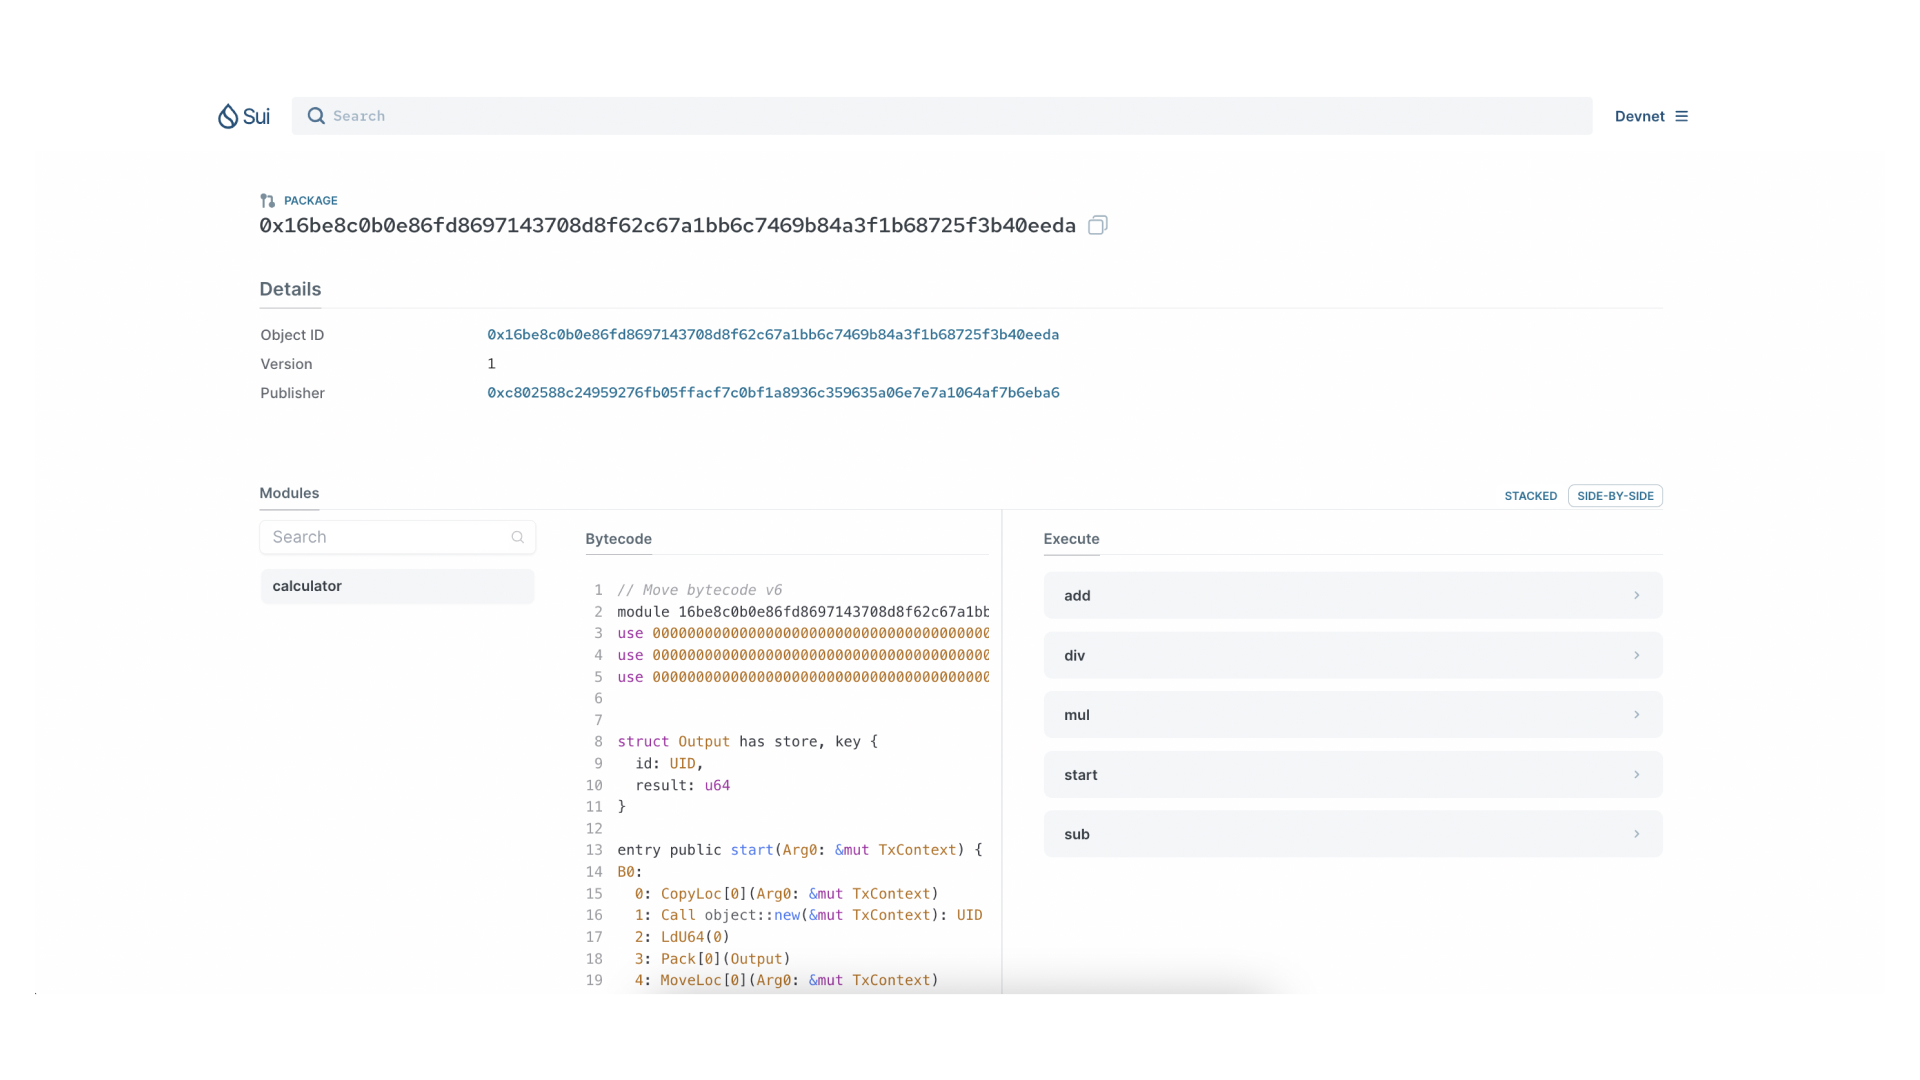 Sui
Search
Devnet
PACKAGE
0x16be8c0b0e86fd8697143708d8f62c67a1bb6c7469b84a3f1b68725f3b40eeda
Details
Object ID 0x16be8c0b0e86fd8697143708d8f62c67a1bb6c7469b84a3f1b68725f3b40eeda
Version 1
Publisher 0xc802588c24959276fb05ffacf7c0bf1a8936c359635a06e7e7a1064af7b6eba6
Modules
STACKED SIDE-BY-SIDE
Search
calculator
Bytecode
1 // Move bytecode v6
2 module 16be8c0b0e86fd8697143708d8f62c67a1bb
3 use 000000000000000000000000000000000000000
4 use 000000000000000000000000000000000000000
5 use 000000000000000000000000000000000000000
6
7
8 struct Output has store, key {
9 id: UID,
10 result: u64
11 }
12
13 entry public start(Arg0: &mut TxContext) {
14 B0:
15 0: CopyLoc[0](Arg0: &mut TxContext)
16 1: Call object::new(&mut TxContext): UID
17 2: LdU64(0)
18 3: Pack[0](Output)
19 4: MoveLoc[0](Arg0: &mut TxContext)
Execute
add
div
mul
start
sub